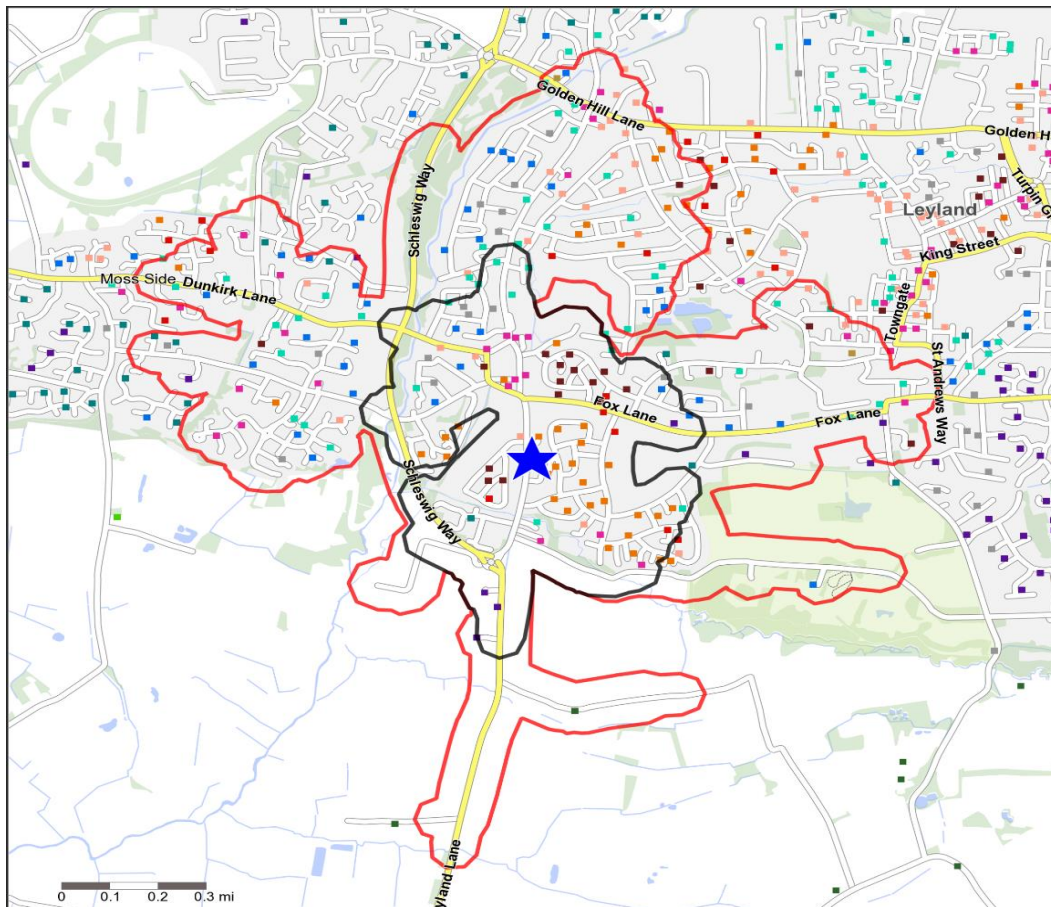 Golden Hill Lane
Golden H
Turpin G
Schleswig Way
Leyland
King Street
Moss Side
Dunkirk Lane
Towngate
St Andrews Way
Fox Lane
Fox Lane
Schleswig Way
yland Lane
0 0.1 0.2 0.3 mi